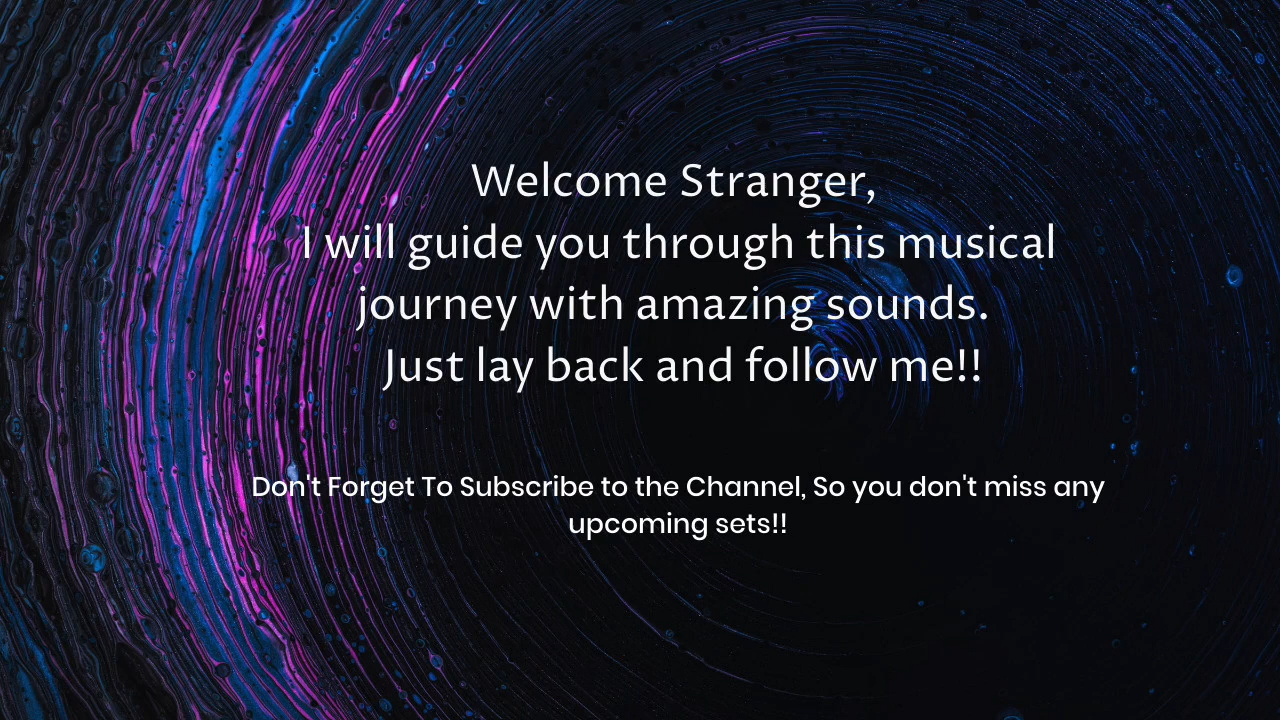 Welcome Stranger,
I will guide you through this musical
journey with amazing sounds.
Just lay back and follow me!!
Don't Forget To Subscribe to the Channel, So you don't miss any
upcoming sets!!